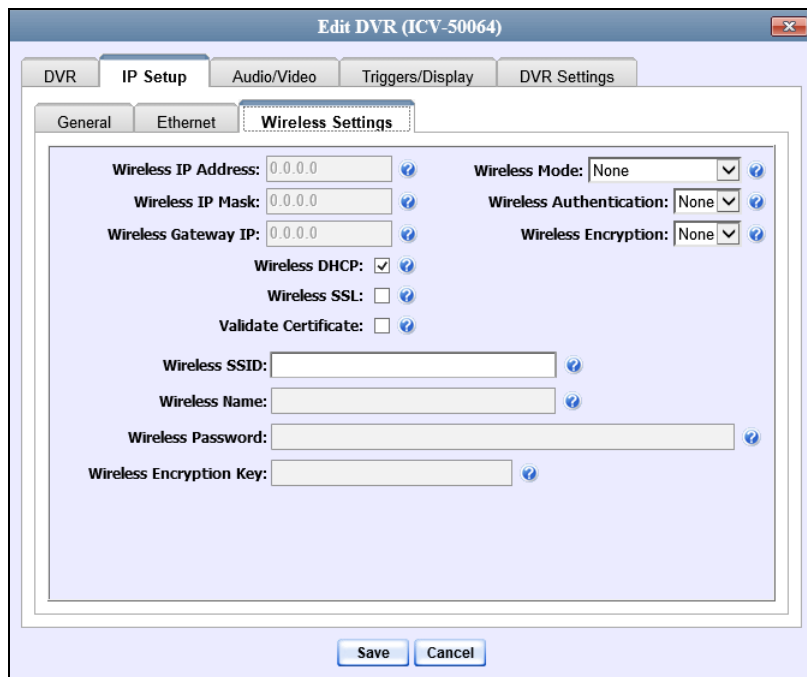 Edit DVR (ICV-50064)
DVR IP Setup Audio/Video Triggers/Display DVR Settings
General Ethernet Wireless Settings
Wireless IP Address: 0.0.0.0 Wireless Mode: None
Wireless IP Mask: 0.0.0.0 Wireless Authentication: None
Wireless Gateway IP: 0.0.0.0 Wireless Encryption: None
Wireless DHCP:
Wireless SSL:
Validate Certificate:
Wireless SSID:
Wireless Name:
Wireless Password:
Wireless Encryption Key:
Save Cancel